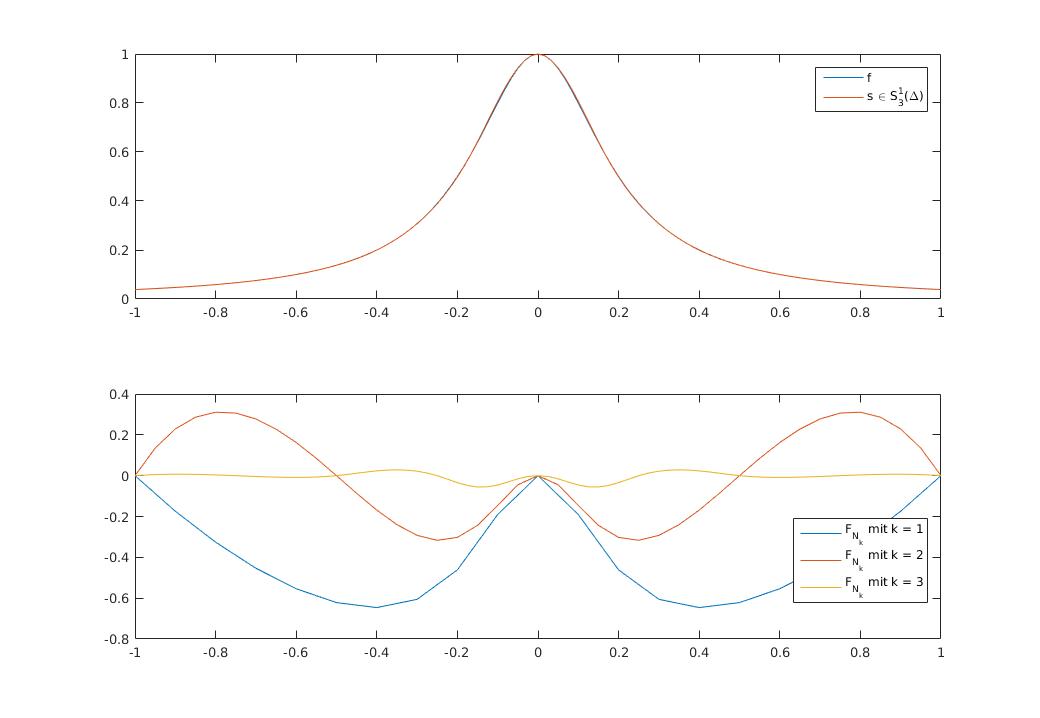 1
0.8
0.6
0.4
0.2
0
-1 -0.8 -0.6 -0.4 -0.2 0 0.2 0.4 0.6 0.8 1
f
s ∈ S_3^1(Δ)
0.4
0.2
0
-0.2
-0.4
-0.6
-0.8
-1 -0.8 -0.6 -0.4 -0.2 0 0.2 0.4 0.6 0.8 1
F_{N_k} mit k = 1
F_{N_k} mit k = 2
F_{N_k} mit k = 3